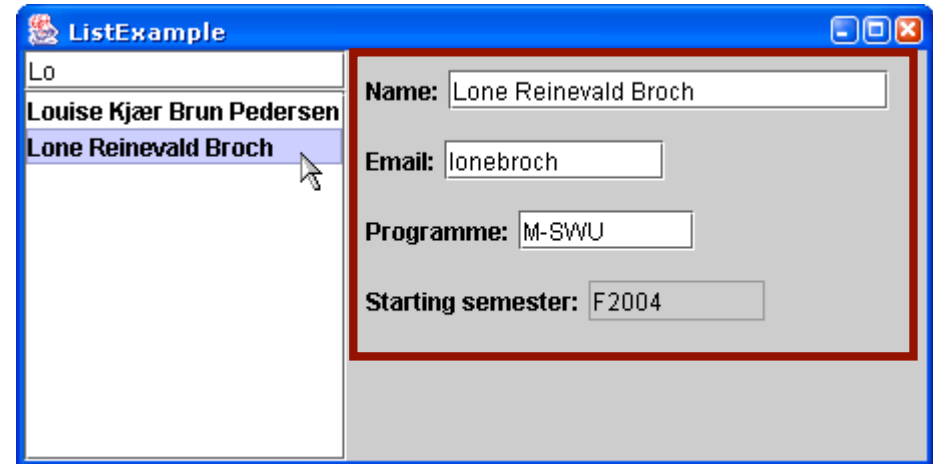 ListExample
Lo
Louise Kjær Brun Pedersen
Lone Reinevald Broch
Name: Lone Reinevald Broch
Email: lonebroch
Programme: M-SWU
Starting semester: F2004